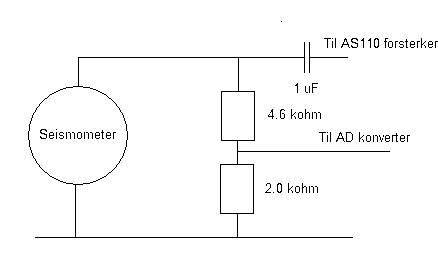 Til AS110 forsterker
1 uF
4.6 kohm
Seismometer
Til AD konverter
2.0 kohm